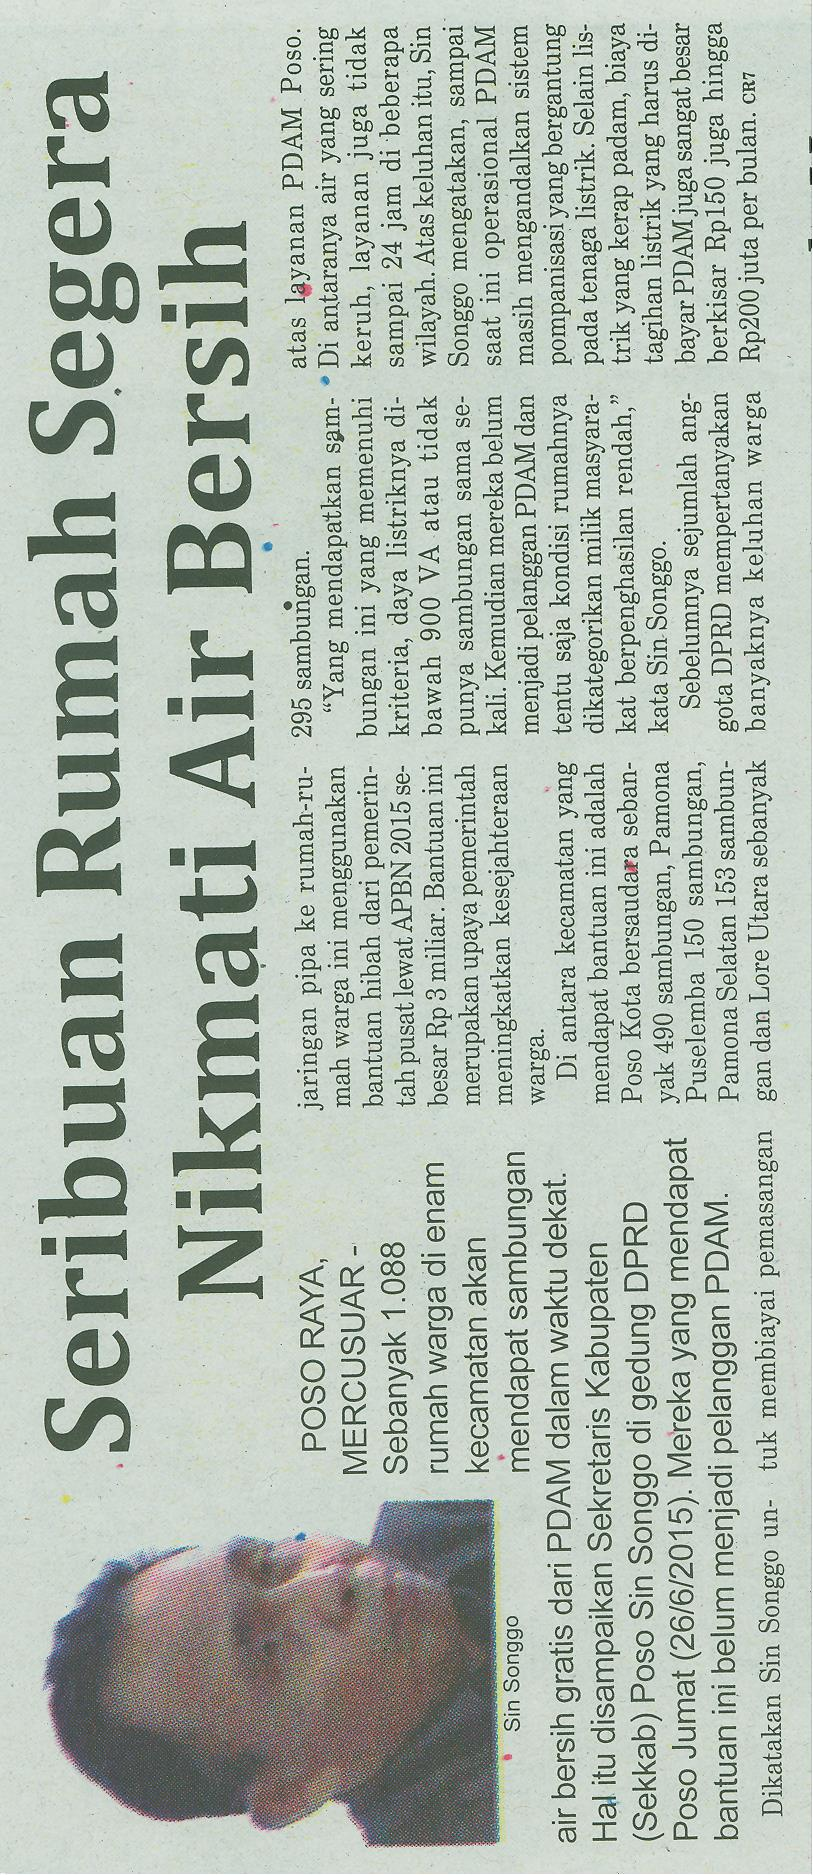 Seribuan Rumah Segera
Nikmati Air Bersih
Sin Songgo
POSO RAYA,
MERCUSUAR -
Sebanyak 1.088
rumah warga di enam
kecamatan akan
mendapat sambungan
air bersih gratis dari PDAM dalam waktu dekat.
Hal itu disampaikan Sekretaris Kabupaten
(Sekkab) Poso Sin Songgo di gedung DPRD
Poso Jumat (26/6/2015). Mereka yang mendapat
bantuan ini belum menjadi pelanggan PDAM.
Dikatakan Sin Songgo un-
tuk membiayai pemasangan
jaringan pipa ke rumah-ru-
mah warga ini menggunakan
bantuan hibah dari pemerin-
tah pusat lewat APBN 2015 se-
besar Rp 3 miliar. Bantuan ini
merupakan upaya pemerintah
meningkatkan kesejahteraan
warga.
Di antara kecamatan yang
mendapat bantuan ini adalah
Poso Kota bersaudara seban-
yak 490 sambungan, Pamona
Puselemba 150 sambungan,
Pamona Selatan 153 sambun-
gan dan Lore Utara sebanyak
295 sambungan.
“Yang mendapatkan sam-
bungan ini yang memenuhi
kriteria, daya listriknya di-
bawah 900 VA atau tidak
punya sambungan sama se-
kali. Kemudian mereka belum
menjadi pelanggan PDAM dan
tentu saja kondisi rumahnya
dikategorikan milik masyara-
kat berpenghasilan rendah,”
kata Sin Songgo.
Sebelumnya sejumlah ang-
gota DPRD mempertanyakan
banyaknya keluhan warga
atas layanan PDAM Poso.
Di antaranya air yang sering
keruh, layanan juga tidak
sampai 24 jam di beberapa
wilayah. Atas keluhan itu, Sin
Songgo mengatakan, sampai
saat ini operasional PDAM
masih mengandalkan sistem
pompanisasi yang bergantung
pada tenaga listrik. Selain lis-
trik yang kerap padam, biaya
tagihan listrik yang harus di-
bayar PDAM juga sangat besar
berkisar Rp150 juga hingga
Rp200 juta per bulan. CR7